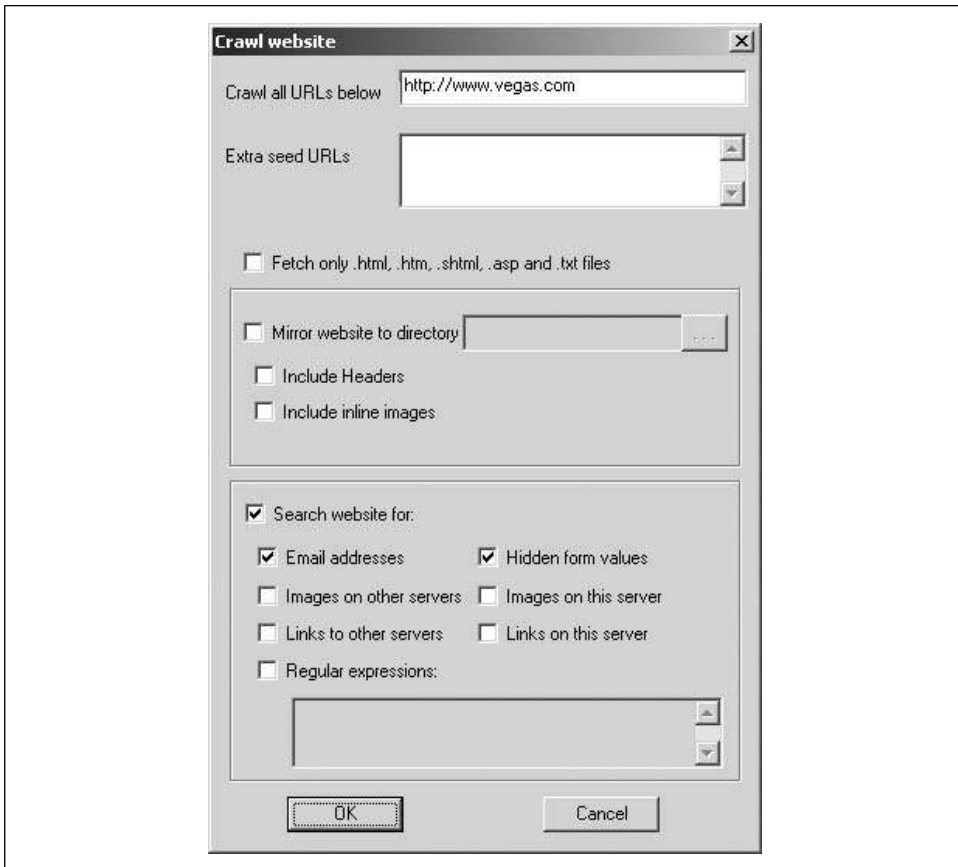 Crawl website
Crawl all URLs below http://www.vegas.com
Extra seed URLs
Fetch only .html, .htm, .shtml, .asp and .txt files
Mirror website to directory ...
Include Headers
Include inline images
Search website for:
Email addresses Hidden form values
Images on other servers Images on this server
Links to other servers Links on this server
Regular expressions:
OK Cancel